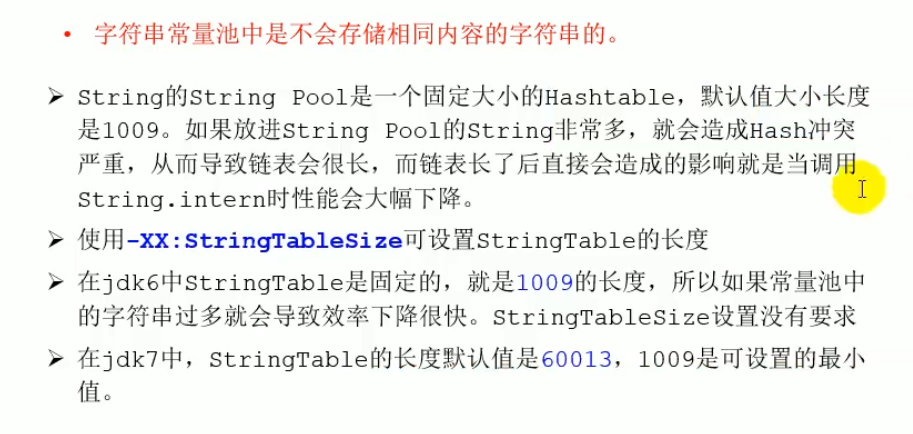 • 字符串常量池中是不会存储相同内容的字符串的。
➢ String的String Pool是一个固定大小的Hashtable，默认值大小长度
是1009。如果放进String Pool的String非常多，就会造成Hash冲突
严重，从而导致链表会很长，而链表长了后直接会造成的影响就是当调用
String.intern时性能会大幅下降。
➢ 使用-XX:StringTableSize可设置StringTable的长度
➢ 在jdk6中StringTable是固定的，就是1009的长度，所以如果常量池中
的字符串过多就会导致效率下降很快。StringTableSize设置没有要求
➢ 在jdk7中，StringTable的长度默认值是60013，1009是可设置的最小
值。